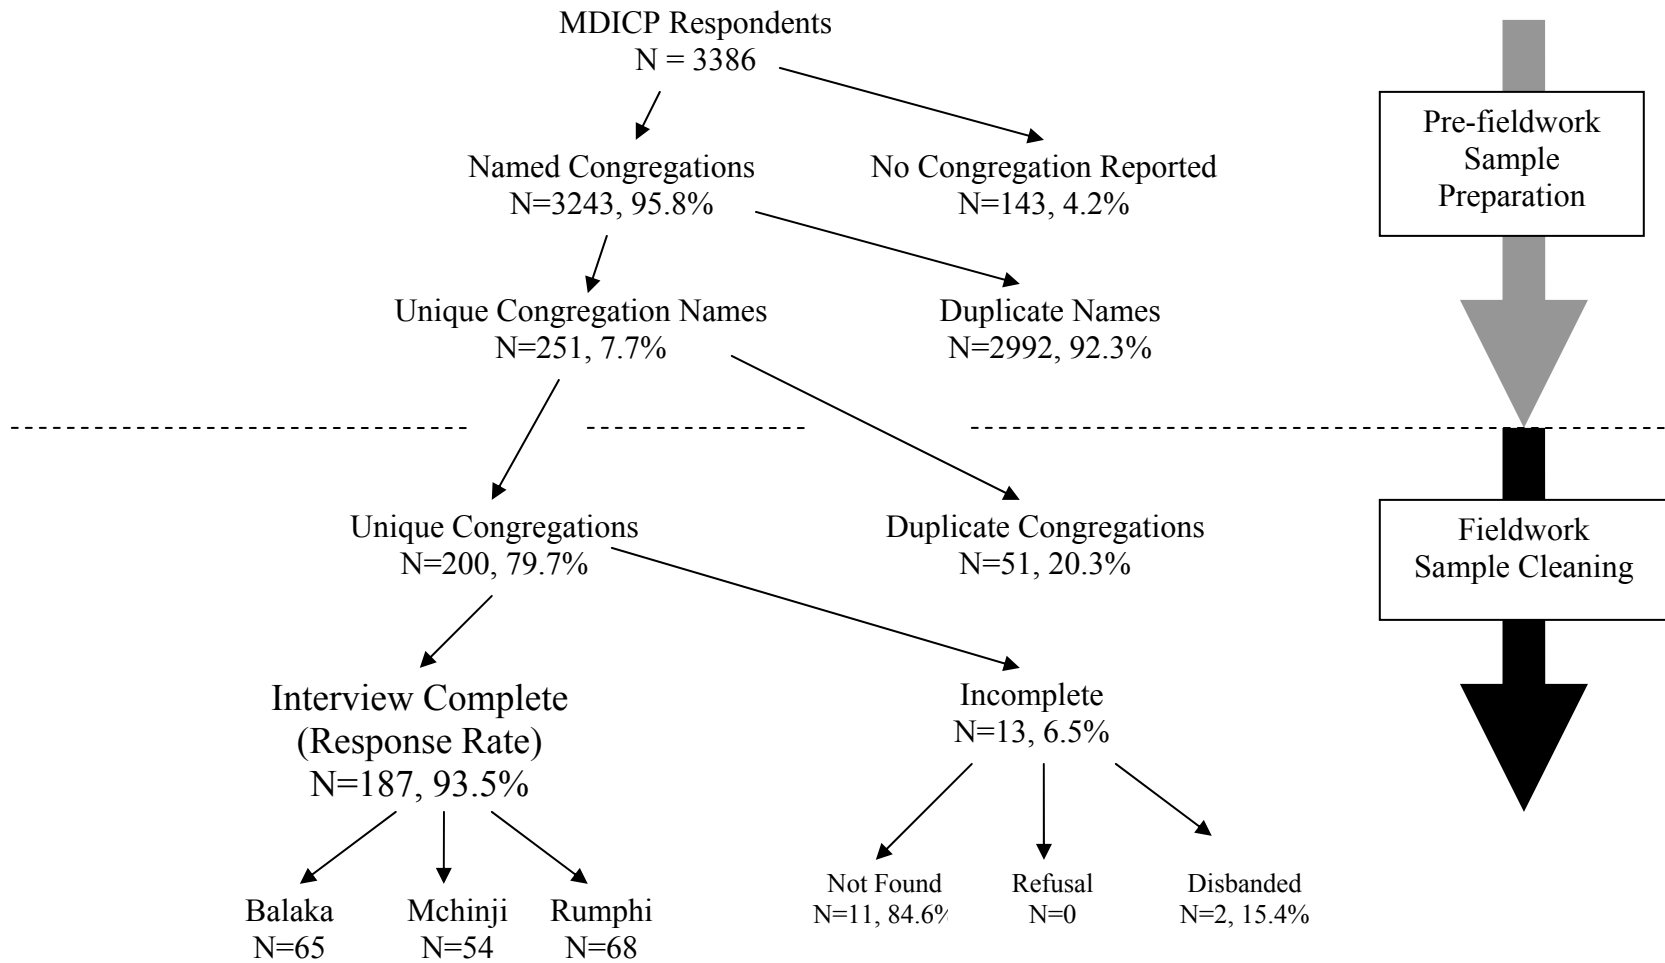 MDICP Respondents
N = 3386
Named Congregations
N=3243, 95.8%
No Congregation Reported
N=143, 4.2%
Unique Congregation Names
N=251, 7.7%
Duplicate Names
N=2992, 92.3%
Pre-fieldwork
Sample
Preparation
Unique Congregations
N=200, 79.7%
Duplicate Congregations
N=51, 20.3%
Fieldwork
Sample Cleaning
Interview Complete
(Response Rate)
N=187, 93.5%
Incomplete
N=13, 6.5%
Balaka
N=65
Mchinji
N=54
Rumphi
N=68
Not Found
N=11, 84.6%
Refusal
N=0
Disbanded
N=2, 15.4%